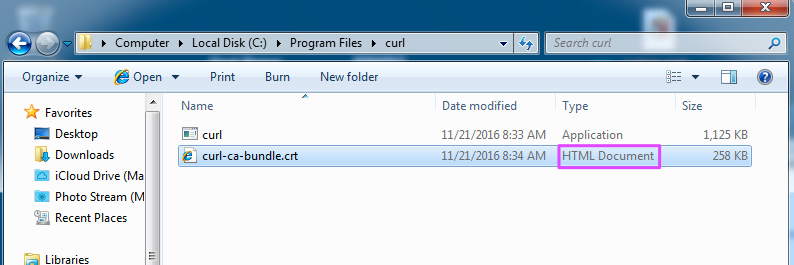 Computer Local Disk (C:) Program Files curl Search curl
Organize Open Print Burn New folder
Name Date modified Type Size
Favorites
Desktop
Downloads
iCloud Drive (Ma
Photo Stream (Ma
Recent Places
Libraries
curl 11/21/2016 8:33 AM Application 1,125 KB
curl-ca-bundle.crt 11/21/2016 8:34 AM HTML Document 258 KB